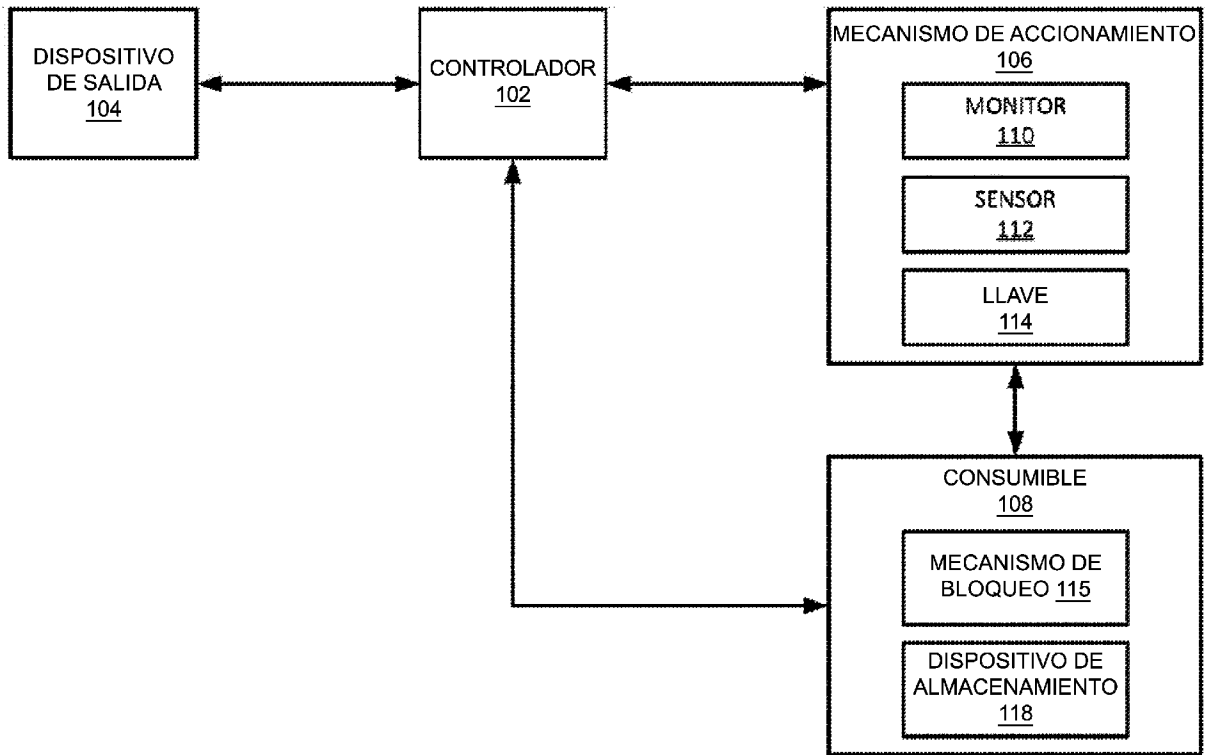 DISPOSITIVO
DE SALIDA
104
CONTROLADOR
102
MECANISMO DE ACCIONAMIENTO
106
MONITOR
110
SENSOR
112
LLAVE
114
CONSUMIBLE
108
MECANISMO DE
BLOQUEO 115
DISPOSITIVO DE
ALMACENAMIENTO
118